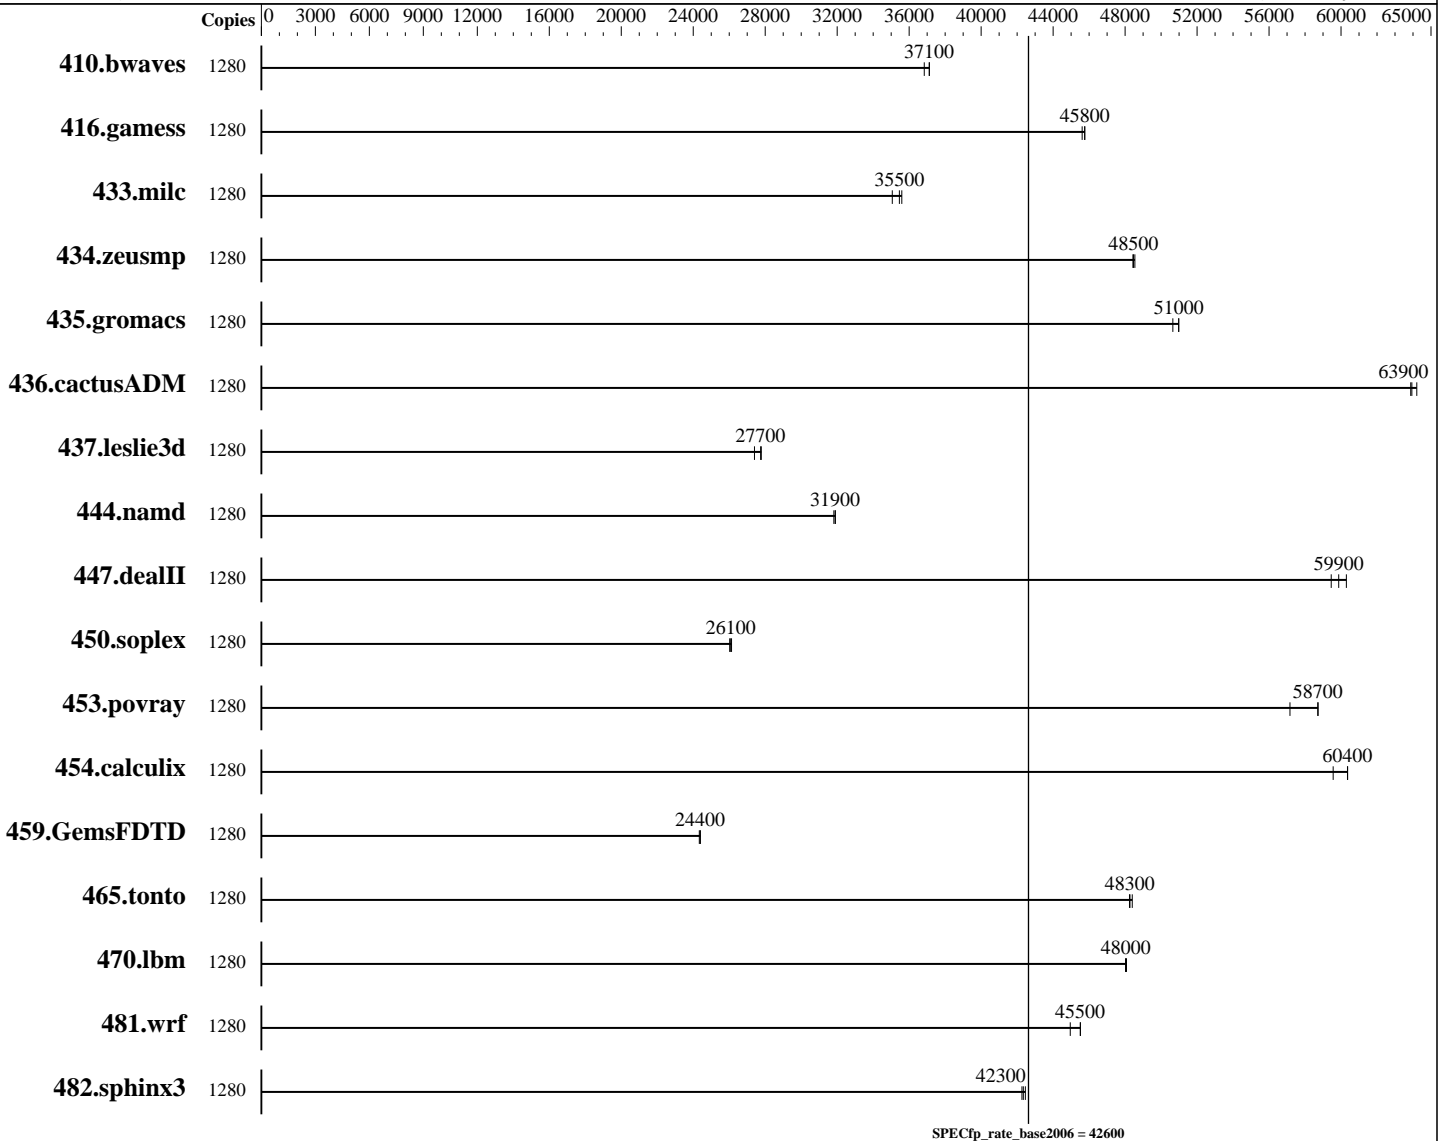 Copies 0 3000 6000 9000 12000 16000 20000 24000 28000 32000 36000 40000 44000 48000 52000 56000 60000 65000
37100
410.bwaves 1280
45800
416.gamess 1280
35500
433.milc 1280
48500
434.zeusmp 1280
51000
435.gromacs 1280
63900
436.cactusADM 1280
27700
437.leslie3d 1280
31900
444.namd 1280
59900
447.dealII 1280
26100
450.soplex 1280
58700
453.povray 1280
60400
454.calculix 1280
24400
459.GemsFDTD 1280
48300
465.tonto 1280
48000
470.lbm 1280
45500
481.wrf 1280
42300
482.sphinx3 1280
SPECfp_rate_base2006 = 42600